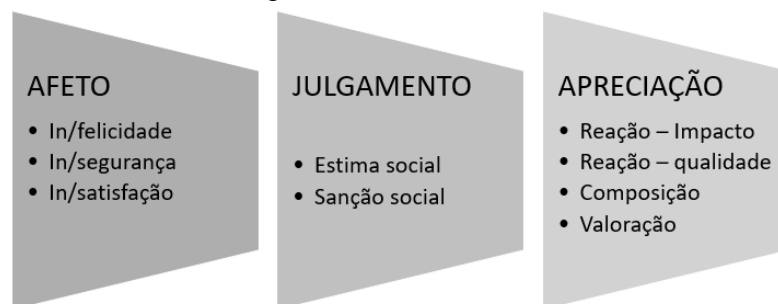 AFETO
• In/felicidade
• In/segurança
• In/satisfação
JULGAMENTO
• Estima social
• Sanção social
APRECIAÇÃO
• Reação – Impacto
• Reação – qualidade
• Composição
• Valoração